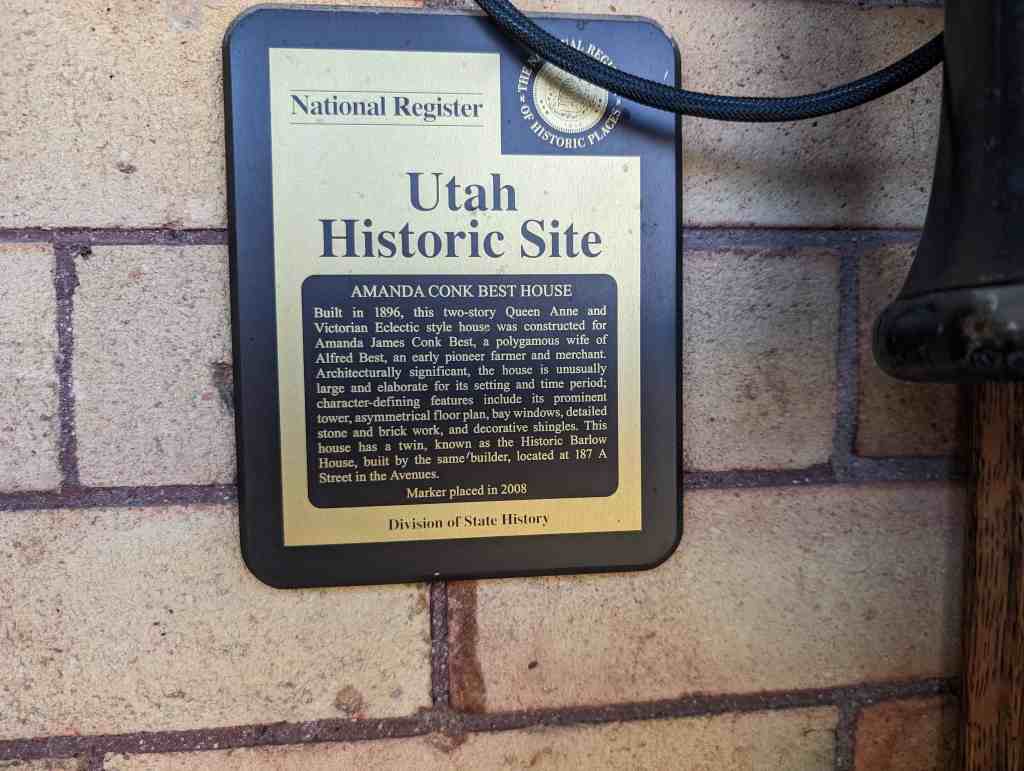 National Register
THE NATIONAL REGISTER
OF HISTORIC PLACES
Utah
Historic Site
AMANDA CONK BEST HOUSE
Built in 1896, this two-story Queen Anne and
Victorian Eclectic style house was constructed for
Amanda James Conk Best, a polygamous wife of
Alfred Best, an early pioneer farmer and merchant.
Architecturally significant, the house is unusually
large and elaborate for its setting and time period;
character-defining features include its prominent
tower, asymmetrical floor plan, bay windows, detailed
stone and brick work, and decorative shingles. This
house has a twin, known as the Historic Barlow
House, built by the same builder, located at 187 A
Street in the Avenues.
Marker placed in 2008
Division of State History